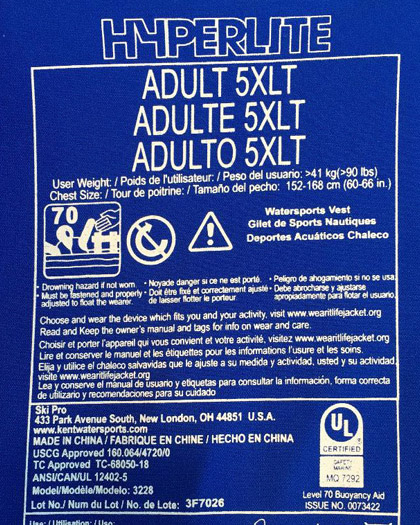 HYPERLITE
ADULT 5XLT
ADULTE 5XLT
ADULTO 5XLT
User Weight: / Poids de l'utilisateur: / Peso del usuario: >41 kg(>90 lbs)
Chest Size: / Tour de poitrine: / Tamaño del pecho: 152-168 cm (60-66 in.)
70
Watersports Vest
Gilet de Sports Nautiques
Deportes Acuáticos Chaleco
• Drowning hazard if not worn.
• Must be fastened and properly
adjusted to float the wearer.
• Noyade danger si ce ne est porté.
• Doit être fixé et correctement ajusté
de laisser flotter le porteur
• Peligro de ahogamiento si no se usa.
• Debe abrocharse y ajustarse
apropiadamente para flotar el usuario.
Choose and wear the device which fits you and your activity, visit www.wearitlifejacket.org
Read and Keep the owner's manual and tags for info on wear and care.
Choisir et porter l'appareil qui vous convient et votre activité, visitez www.wearitlifejacket.org
Lire et conserver le manuel et les étiquettes pour les informations l'usure et les soins.
Elija y utilice el chaleco salvavidas que le ajuste a su medida y actividad, usted y su actividad,
visite www.wearitlifejacket.org
Lea y conserve el manual de usuario y etiquetas para consultar la información, forma correcta
de utilizarlo y recomendaciones para su cuidado
Ski Pro
433 Park Avenue South, New London, OH 44851 U.S.A.
www.kentwatersports.com
MADE IN CHINA / FABRIQUE EN CHINE / HECHO EN CHINA
USCG Approved 160.064/4720/0
TC Approved TC-68050-18
ANSI/CAN/UL 12402-5
Model/Modèle/Modelo: 3228
Lot No./ Num du Lot / No. de Lote: 3F7026
UL
®
CERTIFIED
SAFETY
MARINE
MQ 7292
Level 70 Buoyancy Aid
ISSUE NO. 0073422
Use: / Utilisation: / Uso: